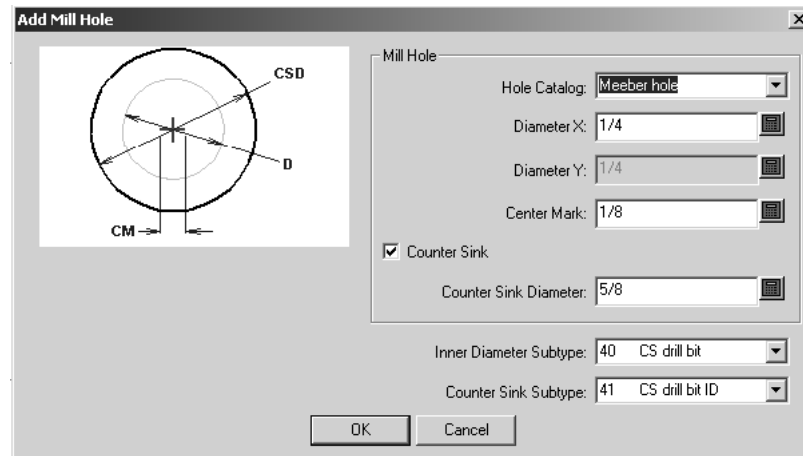 Add Mill Hole
CSD
D
CM
Mill Hole
Hole Catalog: Meeber hole
Diameter X: 1/4
Diameter Y: 1/4
Center Mark: 1/8
Counter Sink
Counter Sink Diameter: 5/8
Inner Diameter Subtype: 40 CS drill bit
Counter Sink Subtype: 41 CS drill bit ID
OK Cancel